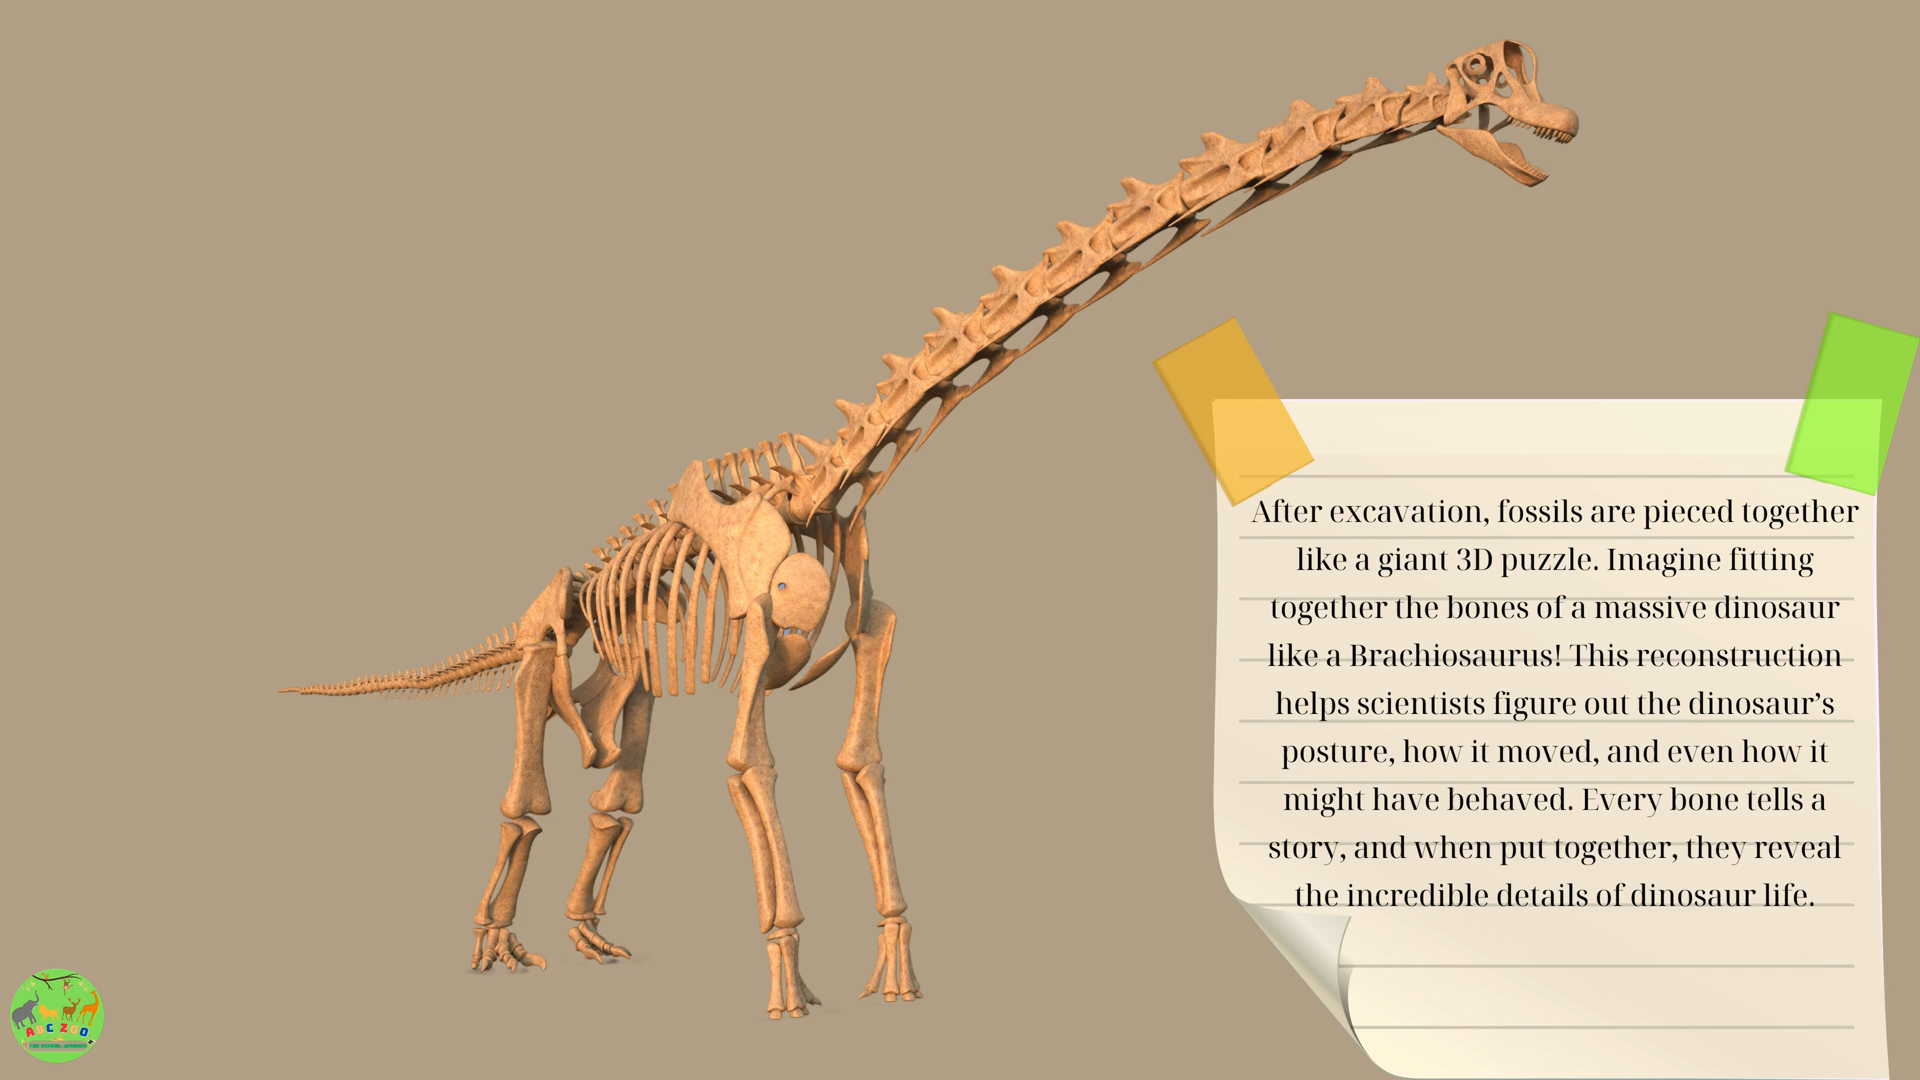 After excavation, fossils are pieced together
like a giant 3D puzzle. Imagine fitting
together the bones of a massive dinosaur
like a Brachiosaurus! This reconstruction
helps scientists figure out the dinosaur’s
posture, how it moved, and even how it
might have behaved. Every bone tells a
story, and when put together, they reveal
the incredible details of dinosaur life.
ABC ZOO